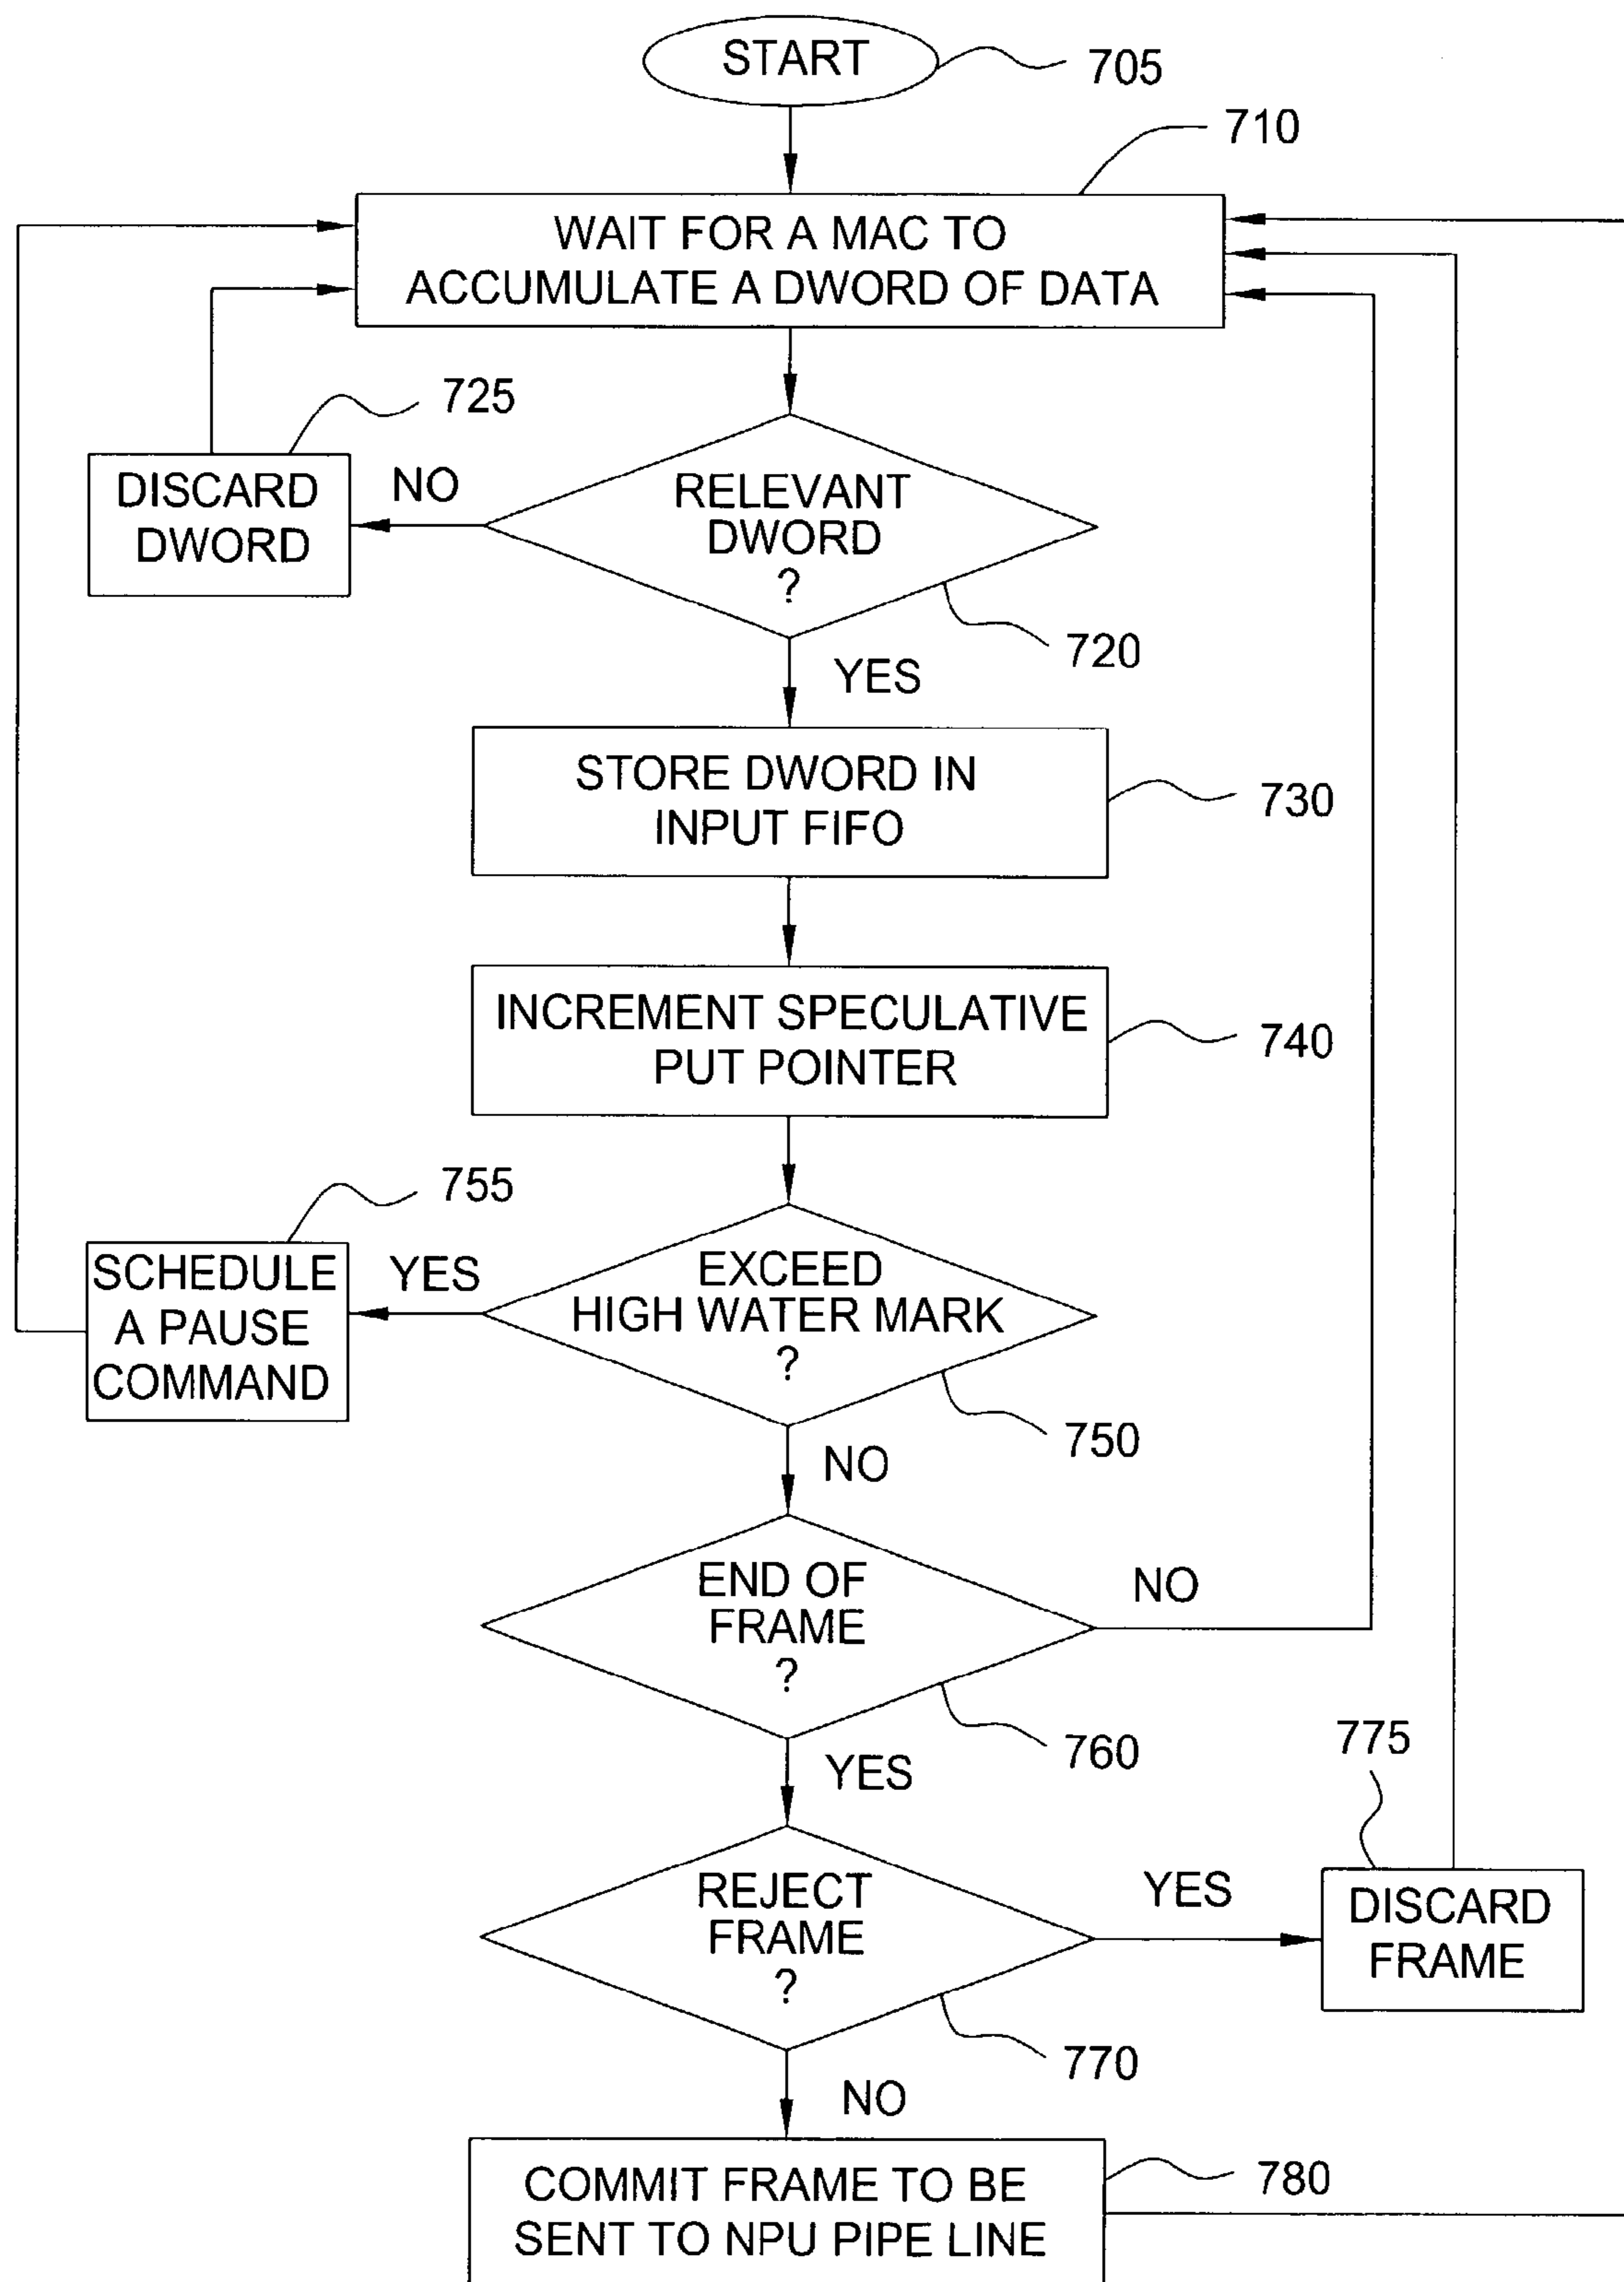 START
705
710
WAIT FOR A MAC TO
ACCUMULATE A DWORD OF DATA
725
DISCARD
DWORD
NO
RELEVANT
DWORD
?
720
YES
STORE DWORD IN
INPUT FIFO
730
INCREMENT SPECULATIVE
PUT POINTER
740
755
SCHEDULE
A PAUSE
COMMAND
YES
EXCEED
HIGH WATER MARK
?
750
NO
END OF
FRAME
?
NO
760
YES
775
REJECT
FRAME
?
YES
DISCARD
FRAME
770
NO
COMMIT FRAME TO BE
SENT TO NPU PIPE LINE
780